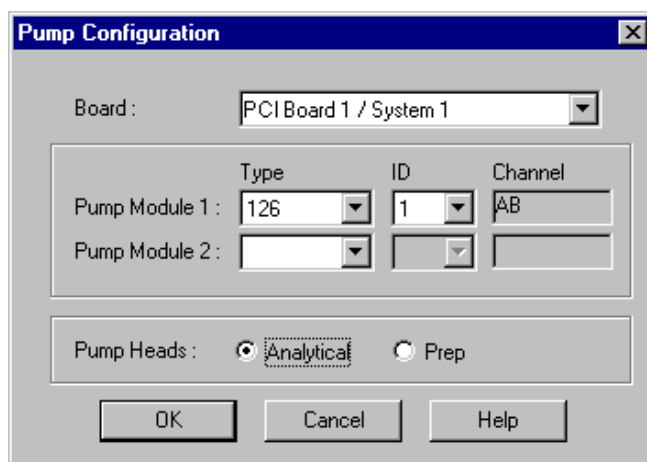 Pump Configuration
Board : PCI Board 1 / System 1
Type ID Channel
Pump Module 1 : 126 1 AB
Pump Module 2 :
Pump Heads : Analytical Prep
OK Cancel Help